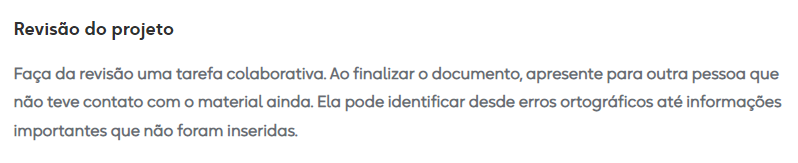 Revisão do projeto
Faça da revisão uma tarefa colaborativa. Ao finalizar o documento, apresente para outra pessoa que
não teve contato com o material ainda. Ela pode identificar desde erros ortográficos até informações
importantes que não foram inseridas.